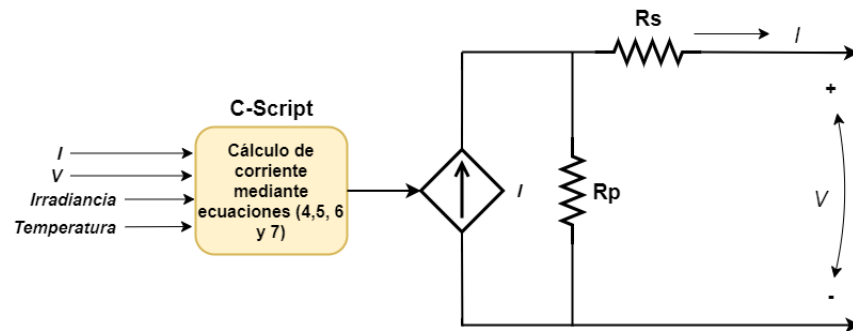 C-Script
I
V
Irradiancia
Temperatura
Cálculo de
corriente
mediante
ecuaciones (4,5, 6
y 7)
I
Rp
Rs
I
+
V
-